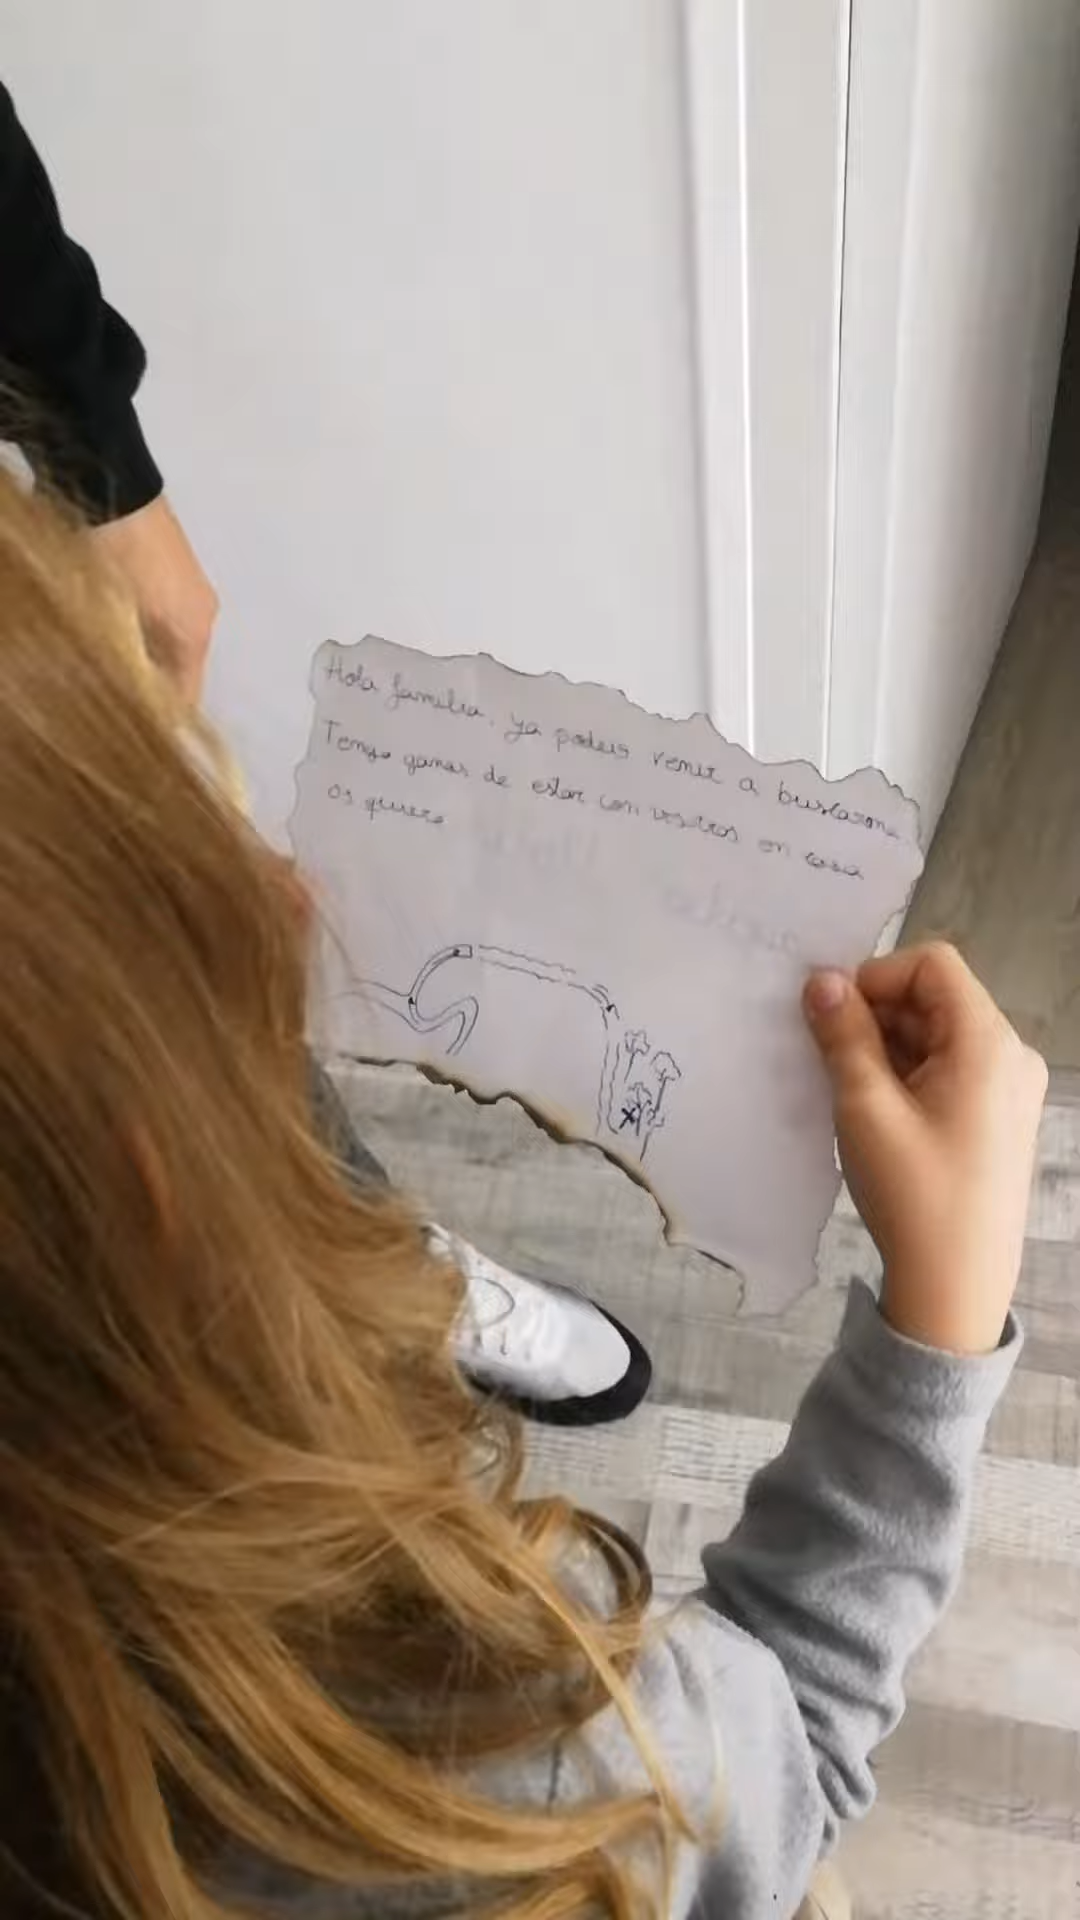 Hola familia, ya podeis venir a buscarme
Tengo ganas de estar con vosotros en casa
os quiero